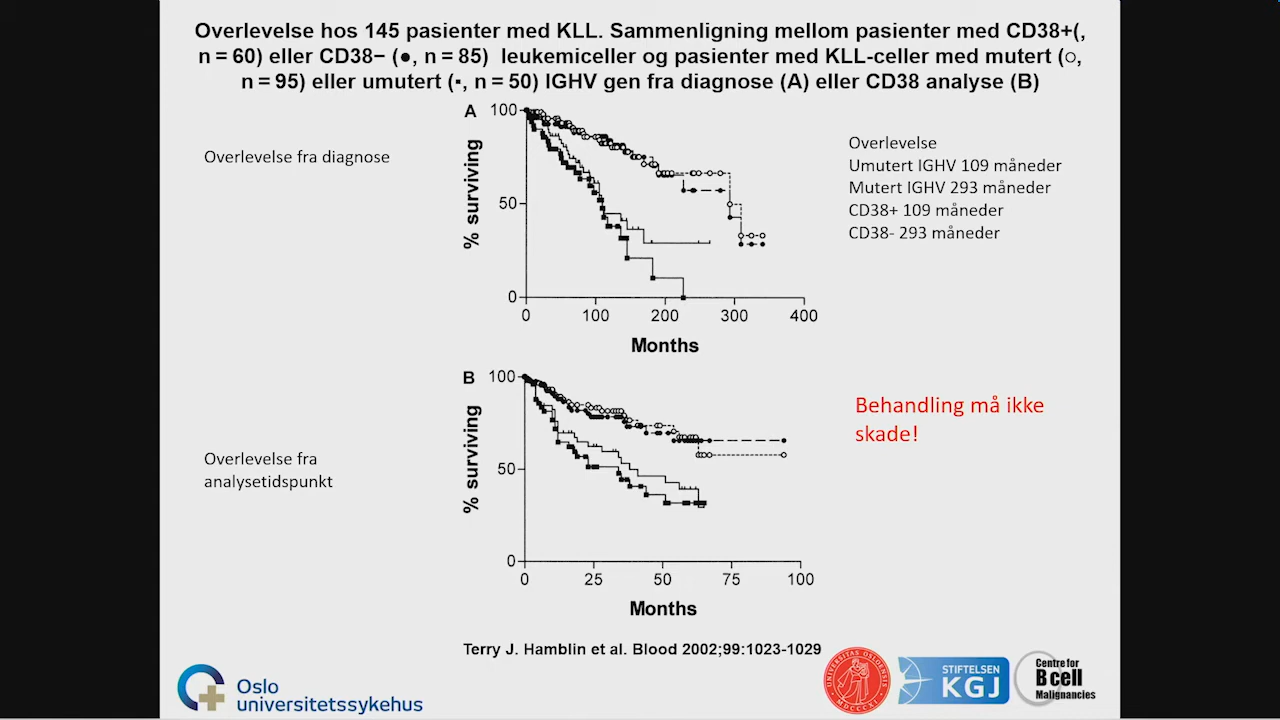 Overlevelse hos 145 pasienter med KLL. Sammenligning mellom pasienter med CD38+(,
n = 60) eller CD38− (●, n = 85) leukemiceller og pasienter med KLL-celler med mutert (○,
n = 95) eller umutert (▪, n = 50) IGHV gen fra diagnose (A) eller CD38 analyse (B)
Overlevelse fra diagnose
A
% surviving
100
50
0
0 100 200 300 400
Months
Overlevelse
Umutert IGHV 109 måneder
Mutert IGHV 293 måneder
CD38+ 109 måneder
CD38- 293 måneder
Overlevelse fra
analysetidspunkt
B
% surviving
100
50
0
0 25 50 75 100
Months
Behandling må ikke
skade!
Terry J. Hamblin et al. Blood 2002;99:1023-1029
Oslo
universitetssykehus
UNIVERSITAS OSLOENSIS
MDCCCXI
STIFTELSEN
KGJ
Centre for
B cell
Malignancies